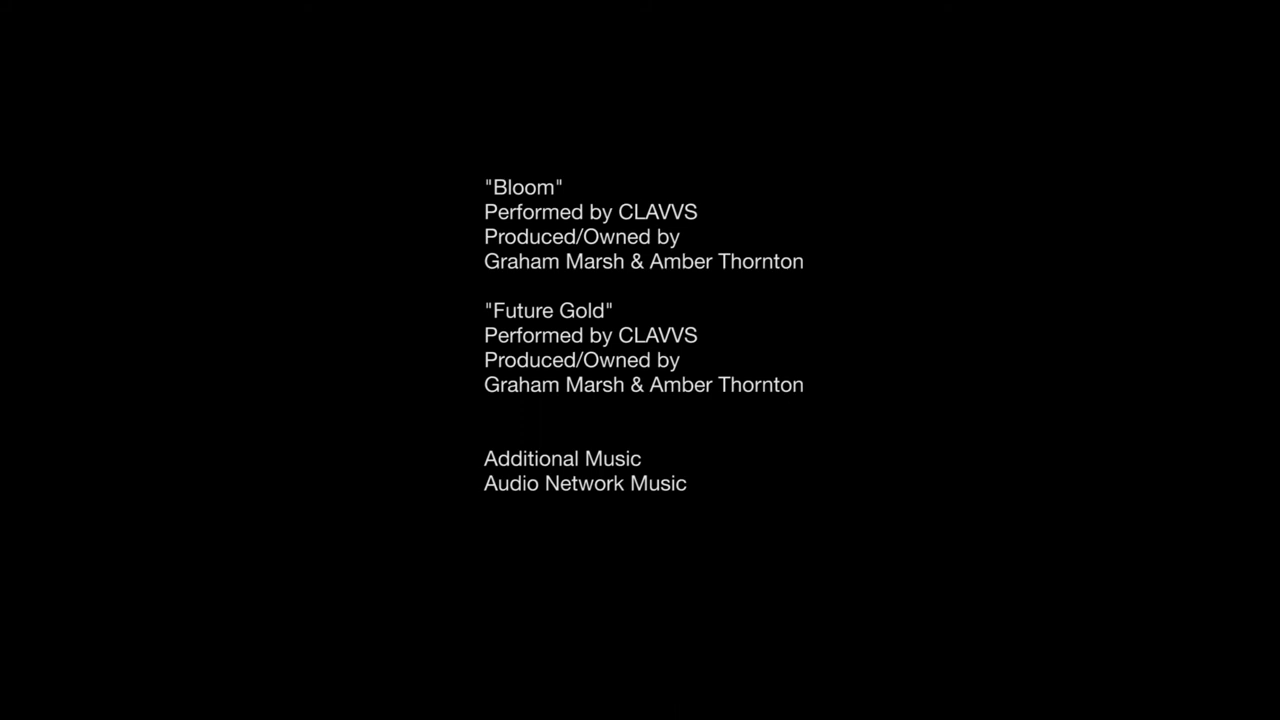 "Bloom"
Performed by CLAVVS
Produced/Owned by
Graham Marsh & Amber Thornton
"Future Gold"
Performed by CLAVVS
Produced/Owned by
Graham Marsh & Amber Thornton
Additional Music
Audio Network Music